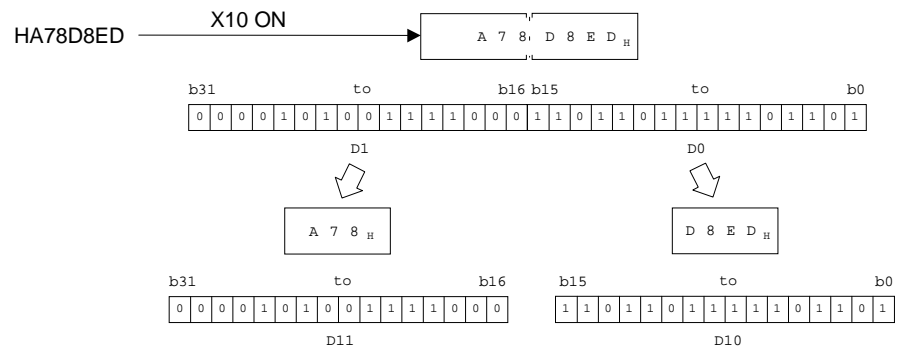 X10 ON
HA78D8ED
A 7 8 D 8 E D H
b31 to b16 b15 to b0
0 0 0 0 1 0 1 0 0 1 1 1 1 0 0 0 1 1 0 1 1 0 1 1 1 1 1 0 1 1 0 1
D1 D0
A 7 8 H D 8 E D H
b31 to b16 b15 to b0
0 0 0 0 1 0 1 0 0 1 1 1 1 0 0 0 1 1 0 1 1 0 1 1 1 1 1 0 1 1 0 1
D11 D10